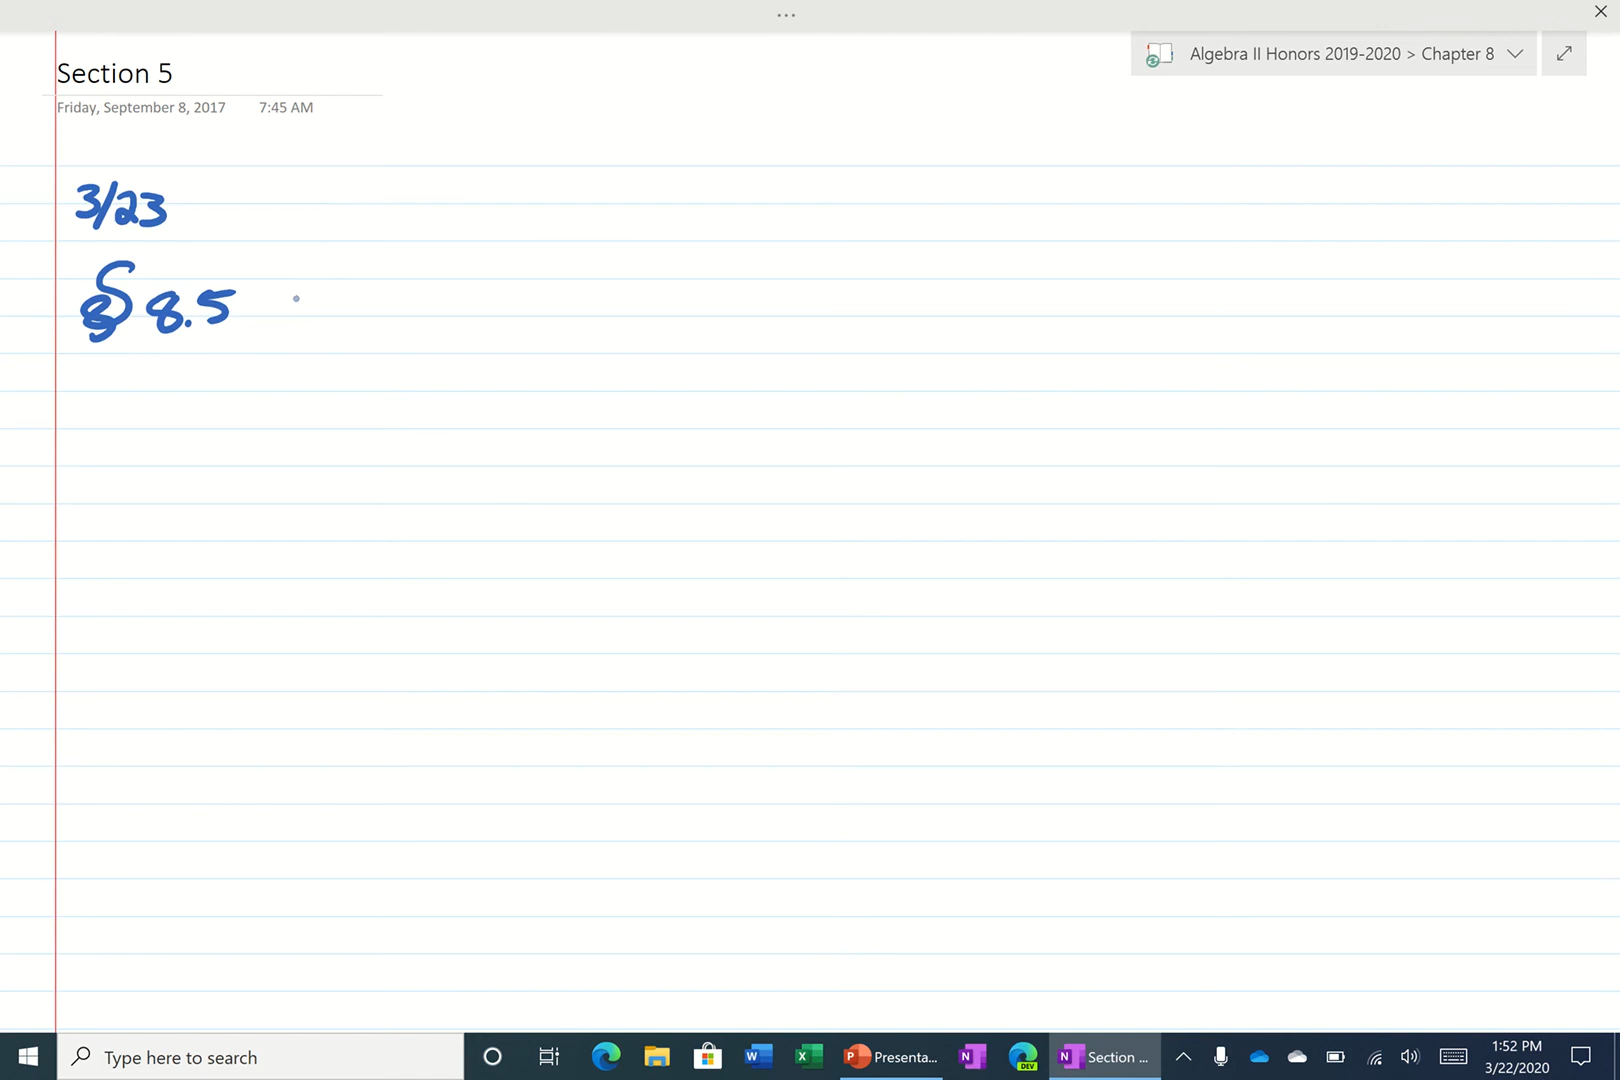 Algebra II Honors 2019-2020 > Chapter 8
Section 5
Friday, September 8, 2017 7:45 AM
3/23
§ 8.5
Type here to search
Presenta...
DEV
Section ...
1:52 PM
3/22/2020